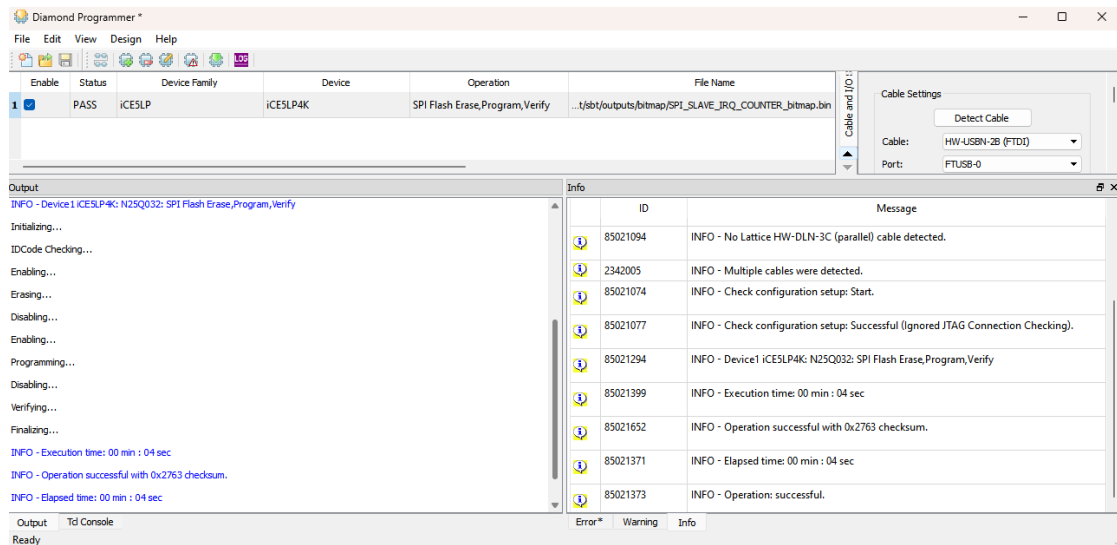 Diamond Programmer *
File Edit View Design Help
LOG
Enable Status Device Family Device Operation File Name
1 PASS iCE5LP iCE5LP4K SPI Flash Erase,Program,Verify ...t/sbt/outputs/bitmap/SPI_SLAVE_IRQ_COUNTER_bitmap.bin
Cable and I/O
Cable Settings
Detect Cable
Cable: HW-USBN-2B (FTDI)
Port: FTUSB-0
Output
INFO - Device1 iCE5LP4K: N25Q032: SPI Flash Erase,Program,Verify
Initializing...
IDCode Checking...
Enabling...
Erasing...
Disabling...
Enabling...
Programming...
Disabling...
Verifying...
Finalizing...
INFO - Execution time: 00 min : 04 sec
INFO - Operation successful with 0x2763 checksum.
INFO - Elapsed time: 00 min : 04 sec
Output Tcl Console
Info
ID Message
85021094 INFO - No Lattice HW-DLN-3C (parallel) cable detected.
2342005 INFO - Multiple cables were detected.
85021074 INFO - Check configuration setup: Start.
85021077 INFO - Check configuration setup: Successful (Ignored JTAG Connection Checking).
85021294 INFO - Device1 iCE5LP4K: N25Q032: SPI Flash Erase,Program,Verify
85021399 INFO - Execution time: 00 min : 04 sec
85021652 INFO - Operation successful with 0x2763 checksum.
85021371 INFO - Elapsed time: 00 min : 04 sec
85021373 INFO - Operation: successful.
Error* Warning Info
Ready